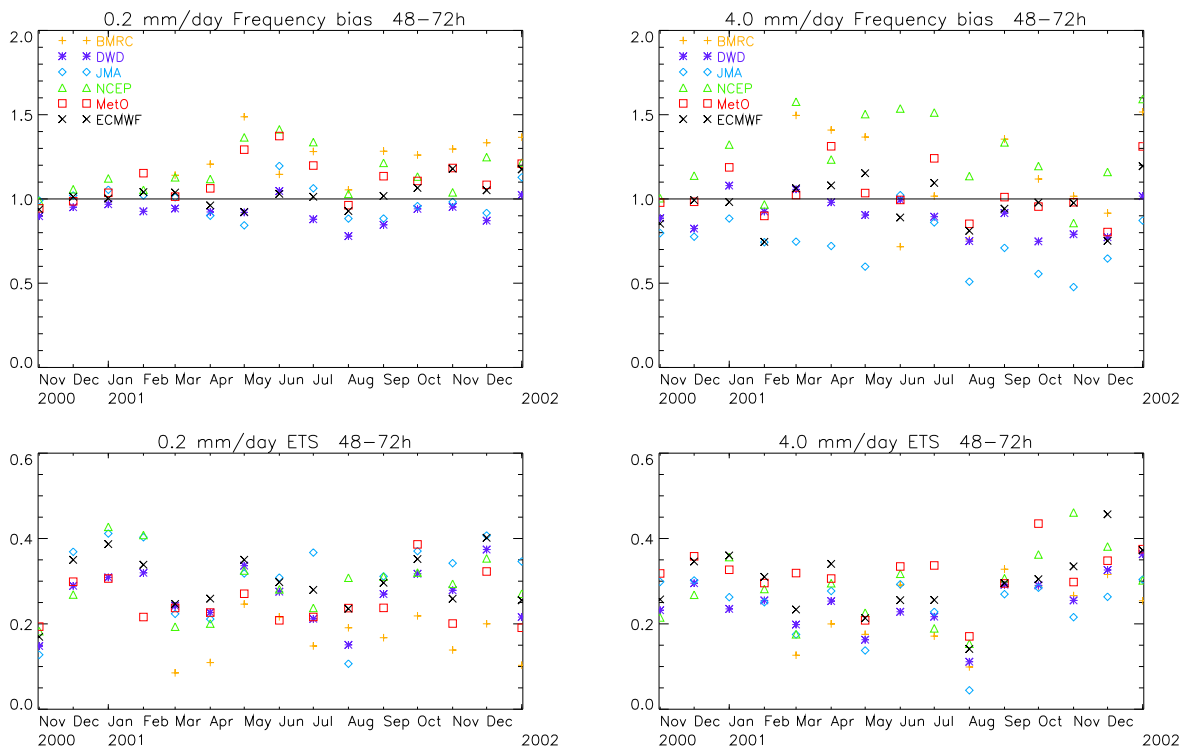 0.2 mm/day Frequency bias 48-72h
2.0
1.5
1.0
0.5
0.0
BMRC
DWD
JMA
NCEP
MetO
ECMWF
Nov Dec Jan Feb Mar Apr May Jun Jul Aug Sep Oct Nov Dec
2000 2001 2002
4.0 mm/day Frequency bias 48-72h
2.0
1.5
1.0
0.5
0.0
BMRC
DWD
JMA
NCEP
MetO
ECMWF
Nov Dec Jan Feb Mar Apr May Jun Jul Aug Sep Oct Nov Dec
2000 2001 2002
0.2 mm/day ETS 48-72h
0.6
0.4
0.2
0.0
Nov Dec Jan Feb Mar Apr May Jun Jul Aug Sep Oct Nov Dec
2000 2001 2002
4.0 mm/day ETS 48-72h
0.6
0.4
0.2
0.0
Nov Dec Jan Feb Mar Apr May Jun Jul Aug Sep Oct Nov Dec
2000 2001 2002